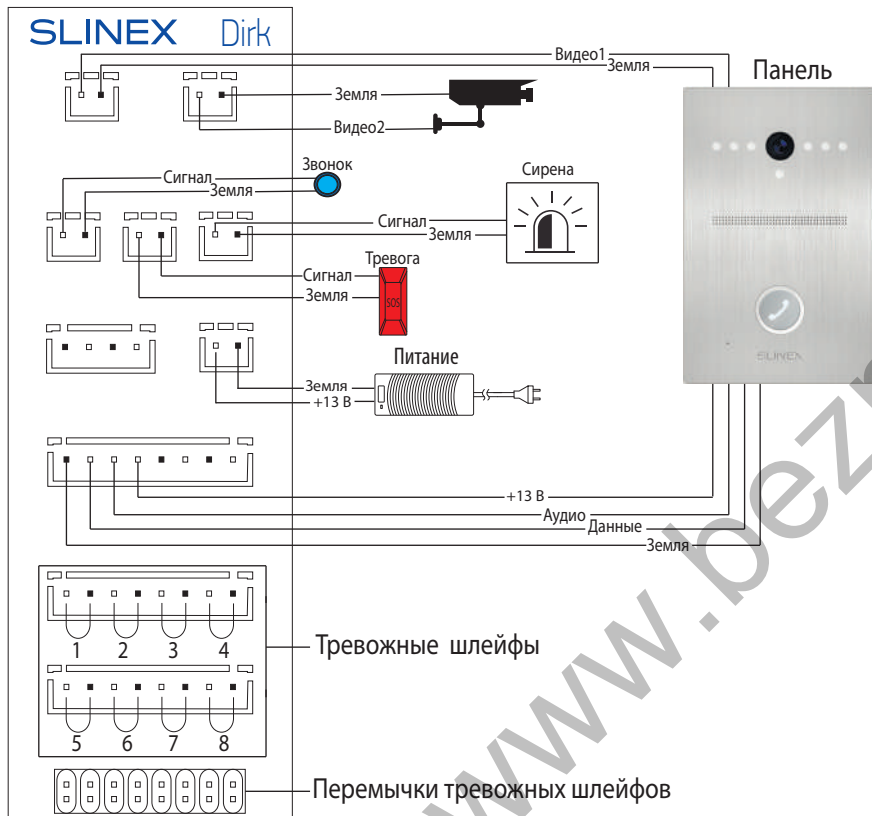 SLINEX Dirk
Видео1
Земля
Панель
Земля
Видео2
Звонок
Сигнал
Земля
Сирена
Сигнал
Земля
Тревога
Сигнал
SOS
Земля
Питание
Земля
+13 В
SLINEX
+13 В
Аудио
Данные
Земля
1 2 3 4
Тревожные шлейфы
5 6 7 8
Перемычки тревожных шлейфов